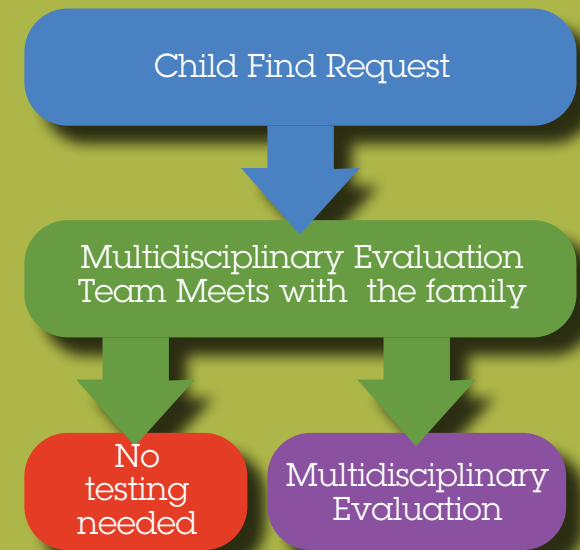 Child Find Request
Multidisciplinary Evaluation
Team Meets with the family
No
testing
needed
Multidisciplinary
Evaluation